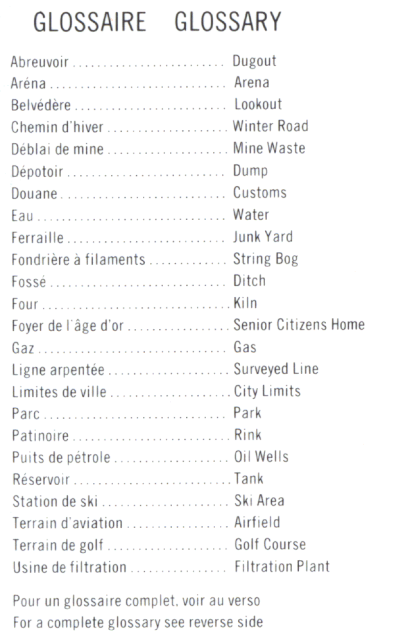 GLOSSAIRE GLOSSARY
Abreuvoir ......................... Dugout
Aréna ............................ Arena
Belvédère ........................ Lookout
Chemin d'hiver ................... Winter Road
Déblai de mine ................... Mine Waste
Dépotoir ......................... Dump
Douane ........................... Customs
Eau .............................. Water
Ferraille ........................ Junk Yard
Fondrière à filaments ............ String Bog
Fossé ............................ Ditch
Four ............................. Kiln
Foyer de l'âge d'or .............. Senior Citizens Home
Gaz .............................. Gas
Ligne arpentée ................... Surveyed Line
Limites de ville ................. City Limits
Parc ............................. Park
Patinoire ........................ Rink
Puits de pétrole ................. Oil Wells
Réservoir ........................ Tank
Station de ski ................... Ski Area
Terrain d'aviation ............... Airfield
Terrain de golf .................. Golf Course
Usine de filtration .............. Filtration Plant
Pour un glossaire complet, voir au verso
For a complete glossary see reverse side